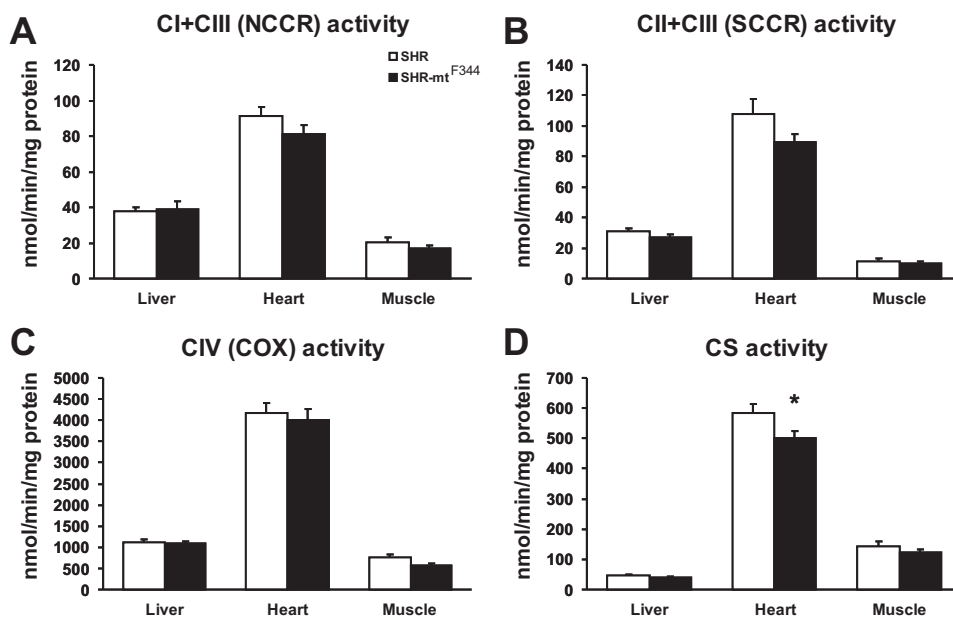 A
CI+CIII (NCCR) activity
nmol/min/mg protein
120
100
80
60
40
20
0
SHR
SHR-mt^F344
Liver Heart Muscle
B
CII+CIII (SCCR) activity
nmol/min/mg protein
140
120
100
80
60
40
20
0
Liver Heart Muscle
C
CIV (COX) activity
nmol/min/mg protein
5000
4500
4000
3500
3000
2500
2000
1500
1000
500
0
Liver Heart Muscle
D
CS activity
nmol/min/mg protein
700
600
500
400
300
200
100
0
*
Liver Heart Muscle